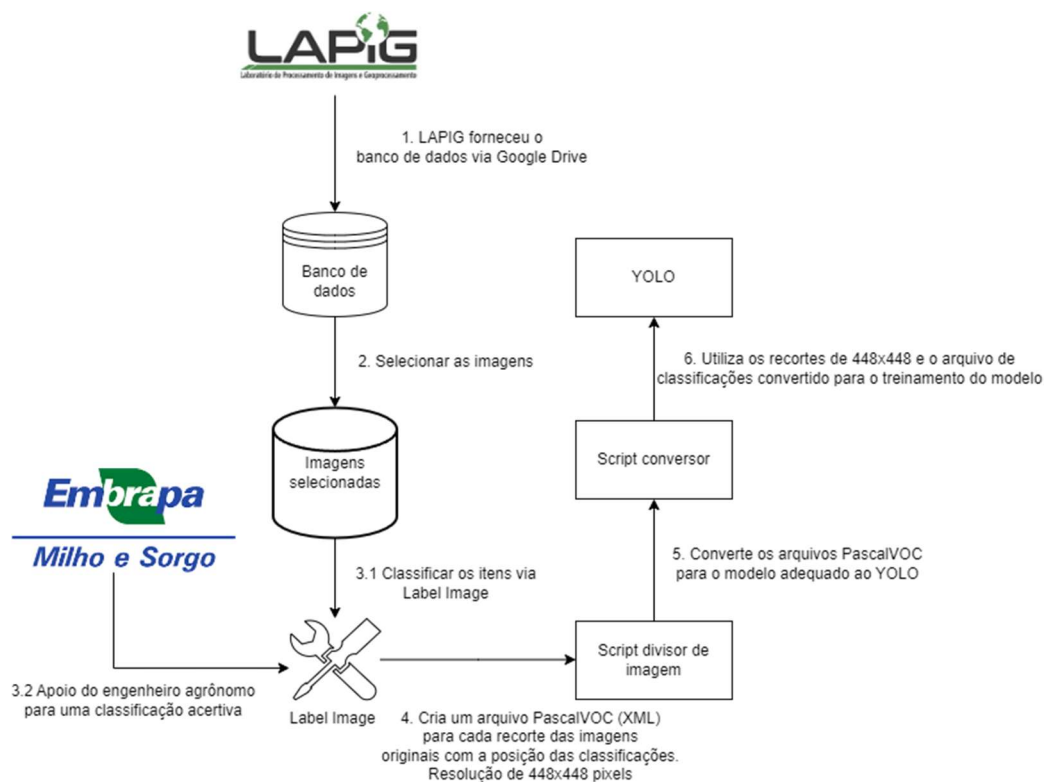 LAPIG
Laboratório de Processamento de Imagens e Geoprocessamento
1. LAPIG forneceu o
banco de dados via Google Drive
Banco de
dados
2. Selecionar as imagens
Imagens
selecionadas
Embrapa
Milho e Sorgo
3.1 Classificar os itens via
Label Image
3.2 Apoio do engenheiro agrônomo
para uma classificação acertiva
Label Image
4. Cria um arquivo PascalVOC (XML)
para cada recorte das imagens
originais com a posição das classificações.
Resolução de 448x448 pixels
Script divisor de
imagem
5. Converte os arquivos PascalVOC
para o modelo adequado ao YOLO
Script conversor
6. Utiliza os recortes de 448x448 e o arquivo de
classificações convertido para o treinamento do modelo
YOLO